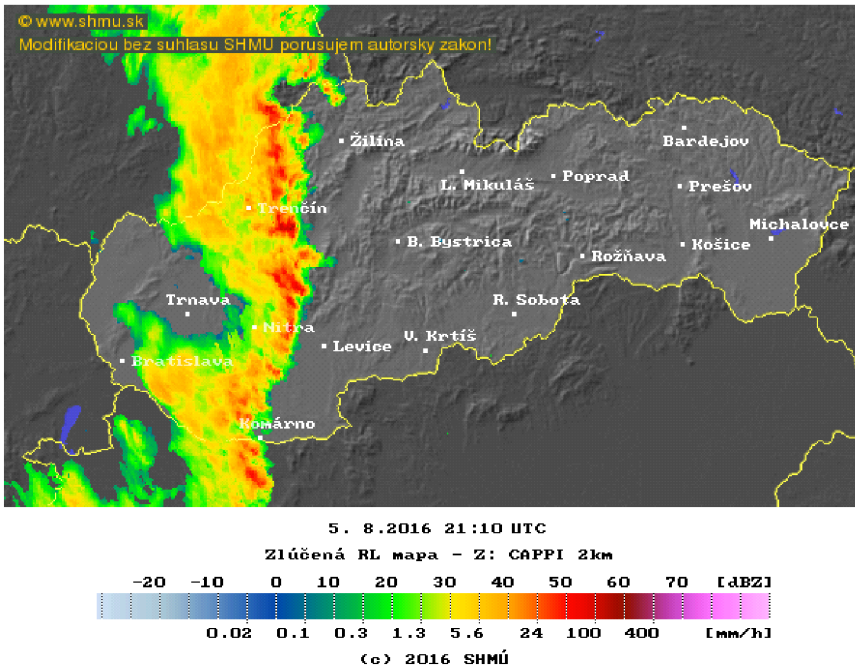 © www.shmu.sk
Modifikaciou bez suhlasu SHMU porusujem autorsky zakon!
Žilina
Bardejov
L. Mikuláš
Poprad
Prešov
Trenčín
Michalovce
B. Bystrica
Košice
Rožňava
Trnava
R. Sobota
Nitra
V. Krtíš
Levice
Bratislava
Komárno
5. 8.2016 21:10 UTC
Zlúčená RL mapa - Z: CAPPI 2km
-20 -10 0 10 20 30 40 50 60 70 [dBZ]
0.02 0.1 0.3 1.3 5.6 24 100 400 [mm/h]
(c) 2016 SHMÚ